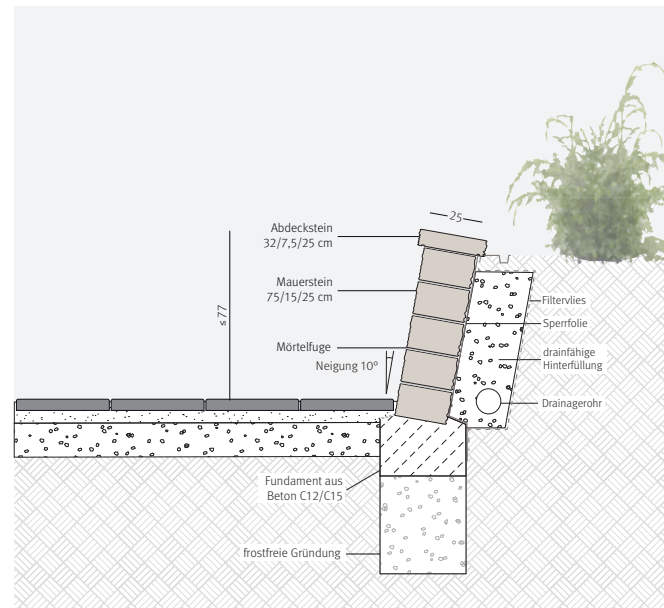 25
Abdeckstein
32/7,5/25 cm
Mauerstein
75/15/25 cm
≤ 77
Mörtelfuge
Neigung 10°
Filtervlies
Sperrfolie
drainfähige
Hinterfüllung
Drainagerohr
Fundament aus
Beton C12/C15
frostfreie Gründung